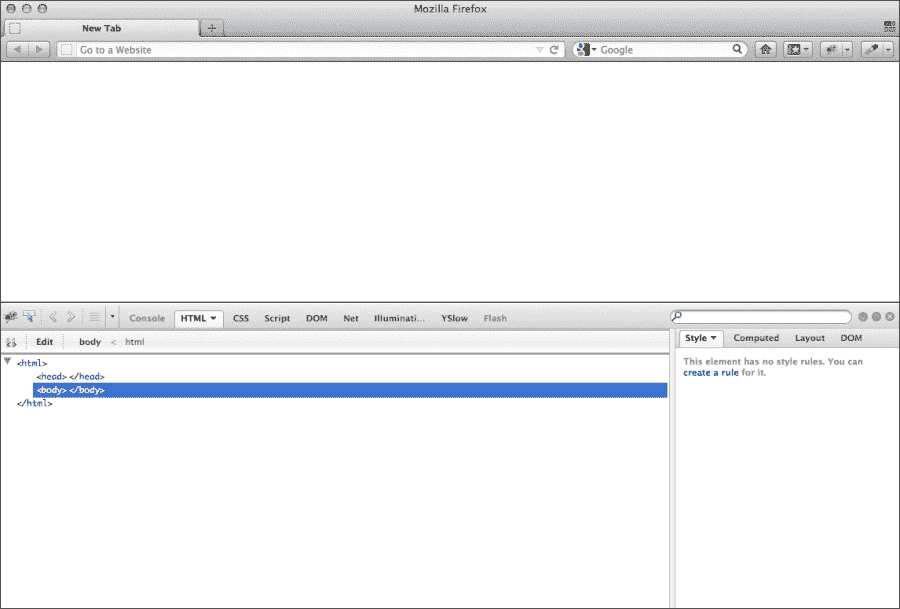 Mozilla Firefox
New Tab
Go to a Website
Google
Console HTML CSS Script DOM Net Illuminati... YSlow Flash
Edit body < html
Style Computed Layout DOM
<html>
<head></head>
<body></body>
</html>
This element has no style rules. You can
create a rule for it.